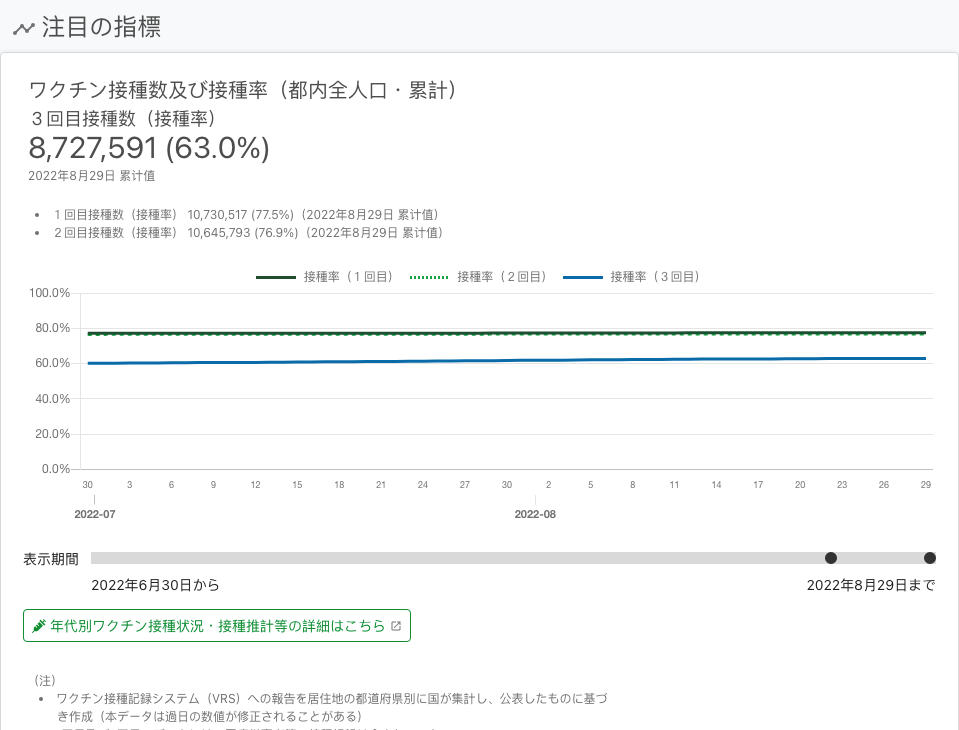 注目の指標
ワクチン接種数及び接種率（都内全人口・累計）
３回目接種数（接種率）
8,727,591 (63.0%)
2022年8月29日 累計値
１回目接種数（接種率） 10,730,517 (77.5%)（2022年8月29日 累計値）
２回目接種数（接種率） 10,645,793 (76.9%)（2022年8月29日 累計値）
接種率（１回目） 接種率（２回目） 接種率（３回目）
100.0%
80.0%
60.0%
40.0%
20.0%
0.0%
30 3 6 9 12 15 18 21 24 27 30 2 5 8 11 14 17 20 23 26 29
2022-07 2022-08
表示期間
2022年6月30日から 2022年8月29日まで
年代別ワクチン接種状況・接種推計等の詳細はこちら
（注）
ワクチン接種記録システム（VRS）への報告を居住地の都道府県別に国が集計し、公表したものに基づ
き作成（本データは過日の数値が修正されることがある）